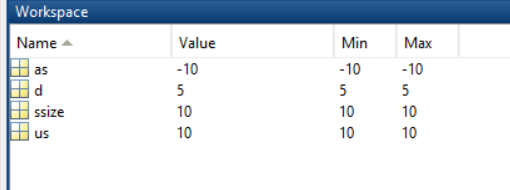 Workspace
Name Value Min Max
as -10 -10 -10
d 5 5 5
ssize 10 10 10
us 10 10 10